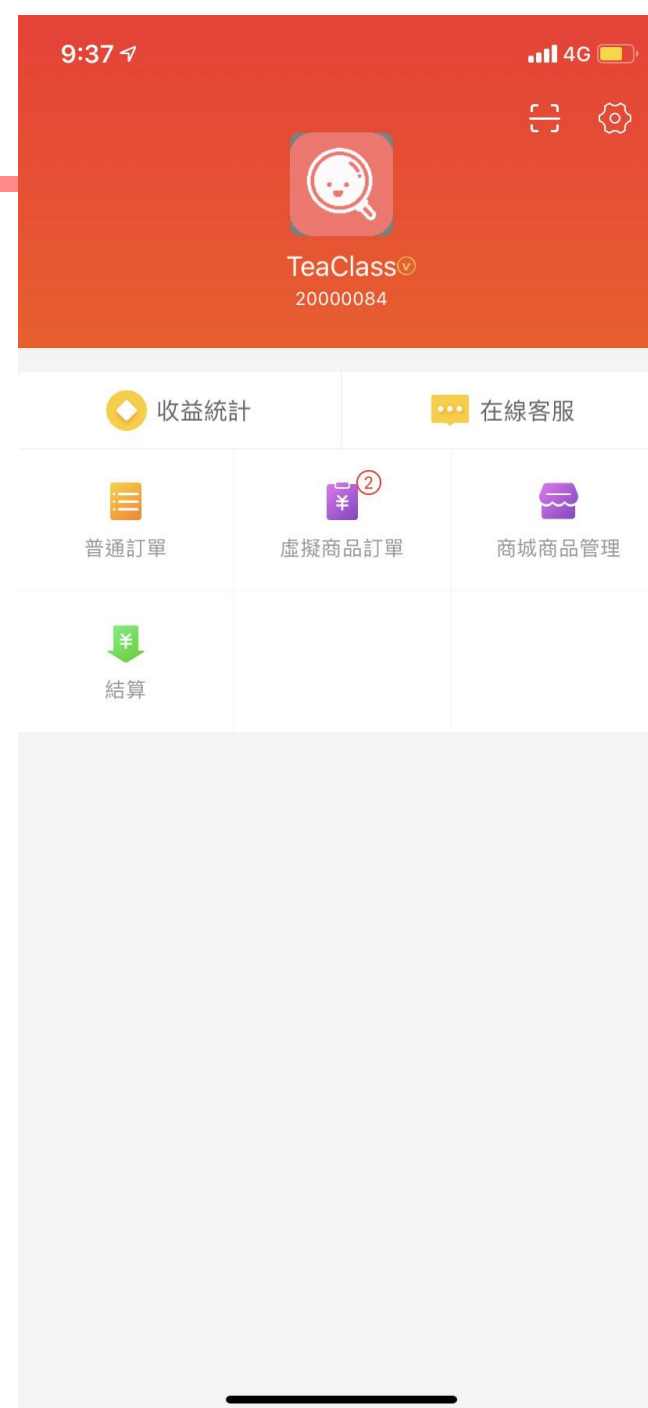 9:37
4G
TeaClass
20000084
收益統計
在線客服
2
普通訂單
虛擬商品訂單
商城商品管理
結算